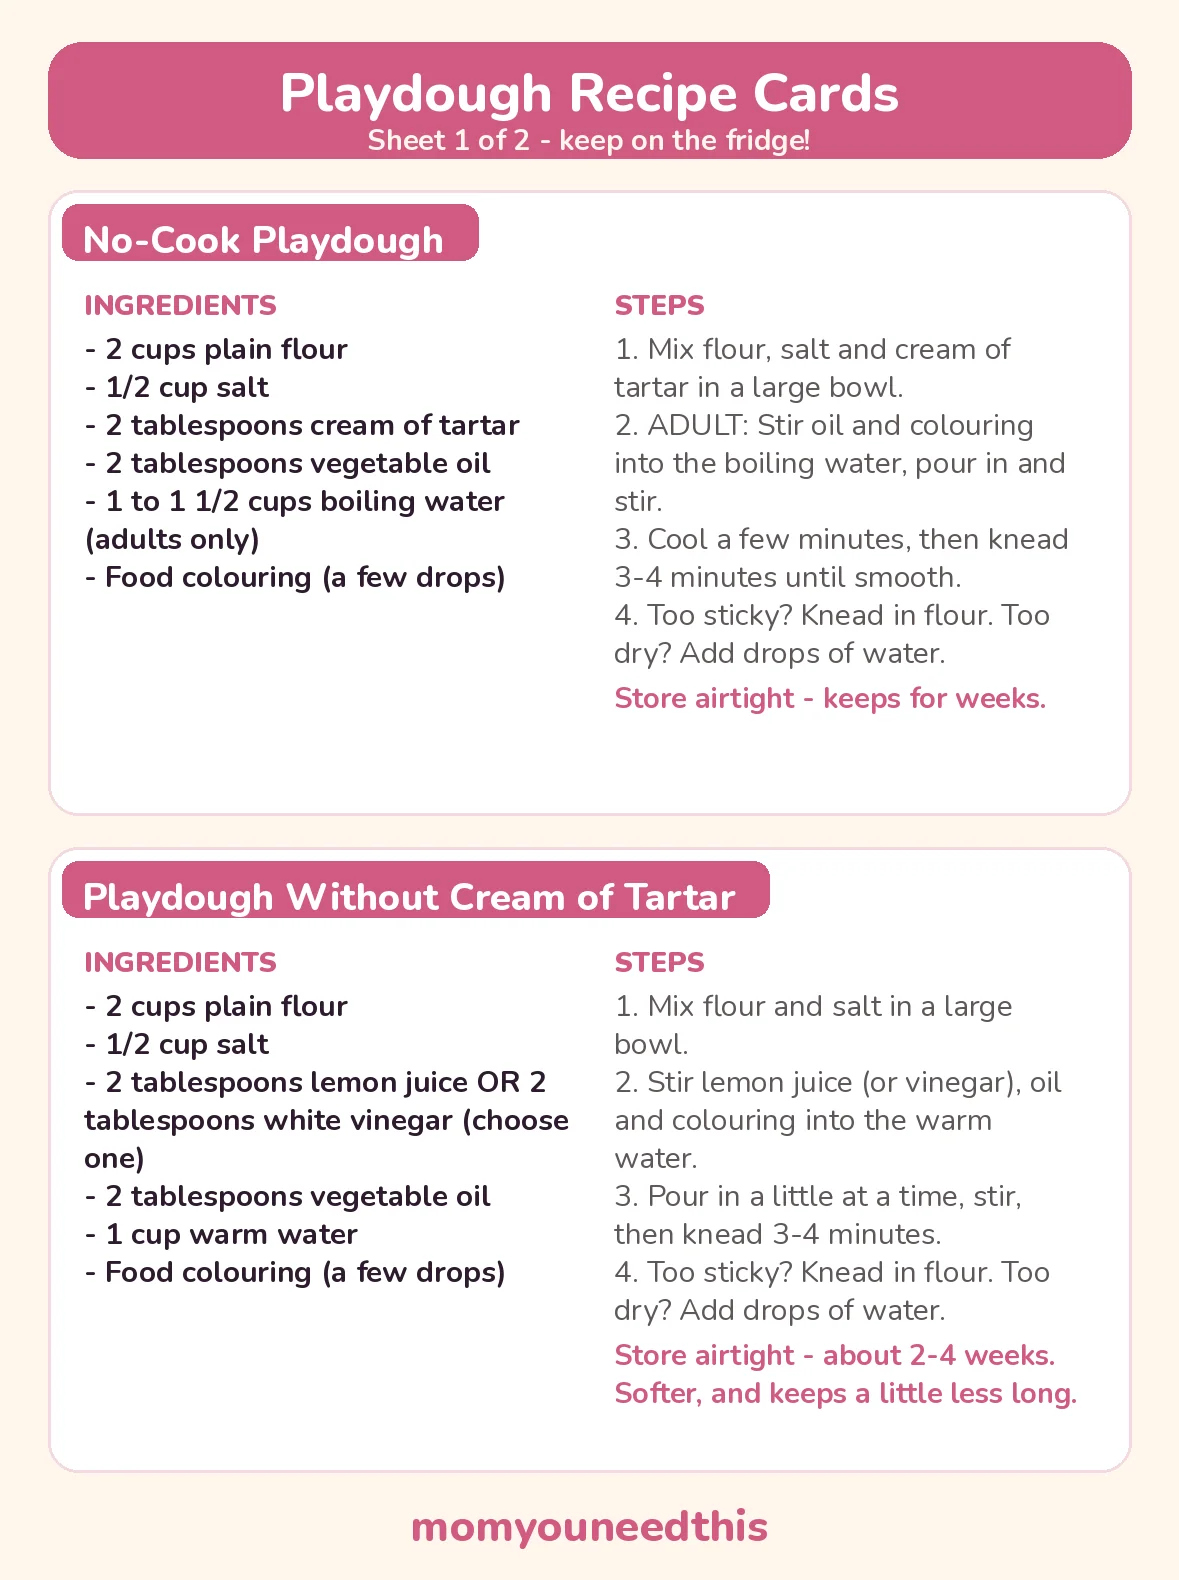 Playdough Recipe Cards
Sheet 1 of 2 - keep on the fridge!
No-Cook Playdough
INGREDIENTS
- 2 cups plain flour
- 1/2 cup salt
- 2 tablespoons cream of tartar
- 2 tablespoons vegetable oil
- 1 to 1 1/2 cups boiling water
(adults only)
- Food colouring (a few drops)
STEPS
1. Mix flour, salt and cream of
tartar in a large bowl.
2. ADULT: Stir oil and colouring
into the boiling water, pour in and
stir.
3. Cool a few minutes, then knead
3-4 minutes until smooth.
4. Too sticky? Knead in flour. Too
dry? Add drops of water.
Store airtight - keeps for weeks.
Playdough Without Cream of Tartar
INGREDIENTS
- 2 cups plain flour
- 1/2 cup salt
- 2 tablespoons lemon juice OR 2
tablespoons white vinegar (choose
one)
- 2 tablespoons vegetable oil
- 1 cup warm water
- Food colouring (a few drops)
STEPS
1. Mix flour and salt in a large
bowl.
2. Stir lemon juice (or vinegar), oil
and colouring into the warm
water.
3. Pour in a little at a time, stir,
then knead 3-4 minutes.
4. Too sticky? Knead in flour. Too
dry? Add drops of water.
Store airtight - about 2-4 weeks.
Softer, and keeps a little less long.
momyouneedthis